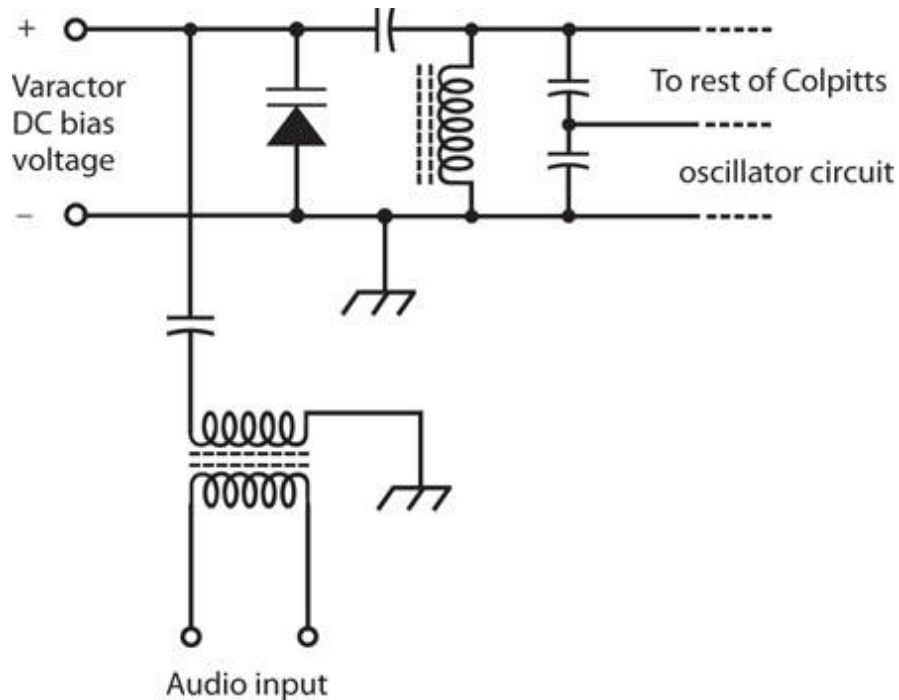 +
Varactor
DC bias
voltage
–
To rest of Colpitts
oscillator circuit
Audio input